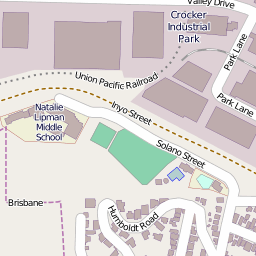 Valley Drive
Crocker
Industrial
Park
Park Lane
Union Pacific Railroad
Park Lane
Inyo Street
Natalie
Lipman
Middle
School
Solano Street
Brisbane
Humboldt Road